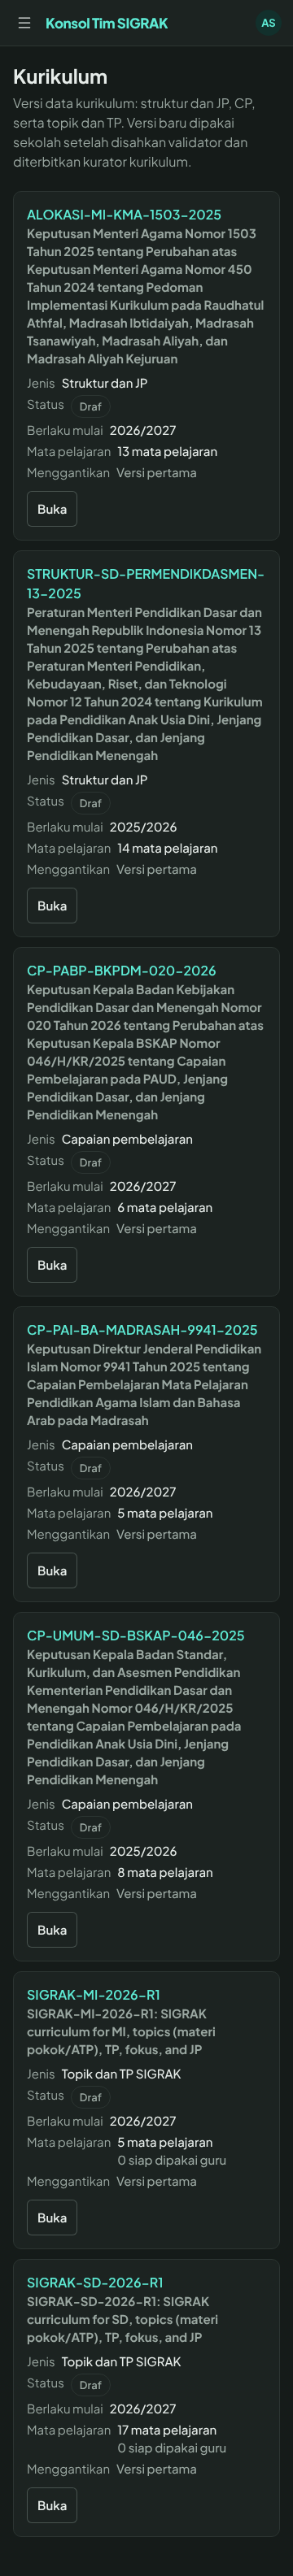 Konsol Tim SIGRAK
AS
Kurikulum
Versi data kurikulum: struktur dan JP, CP,
serta topik dan TP. Versi baru dipakai
sekolah setelah disahkan validator dan
diterbitkan kurator kurikulum.
ALOKASI-MI-KMA-1503-2025
Keputusan Menteri Agama Nomor 1503
Tahun 2025 tentang Perubahan atas
Keputusan Menteri Agama Nomor 450
Tahun 2024 tentang Pedoman
Implementasi Kurikulum pada Raudhatul
Athfal, Madrasah Ibtidaiyah, Madrasah
Tsanawiyah, Madrasah Aliyah, dan
Madrasah Aliyah Kejuruan
Jenis Struktur dan JP
Status Draf
Berlaku mulai 2026/2027
Mata pelajaran 13 mata pelajaran
Menggantikan Versi pertama
Buka
STRUKTUR-SD-PERMENDIKDASMEN-
13-2025
Peraturan Menteri Pendidikan Dasar dan
Menengah Republik Indonesia Nomor 13
Tahun 2025 tentang Perubahan atas
Peraturan Menteri Pendidikan,
Kebudayaan, Riset, dan Teknologi
Nomor 12 Tahun 2024 tentang Kurikulum
pada Pendidikan Anak Usia Dini, Jenjang
Pendidikan Dasar, dan Jenjang
Pendidikan Menengah
Jenis Struktur dan JP
Status Draf
Berlaku mulai 2025/2026
Mata pelajaran 14 mata pelajaran
Menggantikan Versi pertama
Buka
CP-PABP-BKPDM-020-2026
Keputusan Kepala Badan Kebijakan
Pendidikan Dasar dan Menengah Nomor
020 Tahun 2026 tentang Perubahan atas
Keputusan Kepala BSKAP Nomor
046/H/KR/2025 tentang Capaian
Pembelajaran pada PAUD, Jenjang
Pendidikan Dasar, dan Jenjang
Pendidikan Menengah
Jenis Capaian pembelajaran
Status Draf
Berlaku mulai 2026/2027
Mata pelajaran 6 mata pelajaran
Menggantikan Versi pertama
Buka
CP-PAI-BA-MADRASAH-9941-2025
Keputusan Direktur Jenderal Pendidikan
Islam Nomor 9941 Tahun 2025 tentang
Capaian Pembelajaran Mata Pelajaran
Pendidikan Agama Islam dan Bahasa
Arab pada Madrasah
Jenis Capaian pembelajaran
Status Draf
Berlaku mulai 2026/2027
Mata pelajaran 5 mata pelajaran
Menggantikan Versi pertama
Buka
CP-UMUM-SD-BSKAP-046-2025
Keputusan Kepala Badan Standar,
Kurikulum, dan Asesmen Pendidikan
Kementerian Pendidikan Dasar dan
Menengah Nomor 046/H/KR/2025
tentang Capaian Pembelajaran pada
Pendidikan Anak Usia Dini, Jenjang
Pendidikan Dasar, dan Jenjang
Pendidikan Menengah
Jenis Capaian pembelajaran
Status Draf
Berlaku mulai 2025/2026
Mata pelajaran 8 mata pelajaran
Menggantikan Versi pertama
Buka
SIGRAK-MI-2026-R1
SIGRAK-MI-2026-R1: SIGRAK
curriculum for MI, topics (materi
pokok/ATP), TP, fokus, and JP
Jenis Topik dan TP SIGRAK
Status Draf
Berlaku mulai 2026/2027
Mata pelajaran 5 mata pelajaran
0 siap dipakai guru
Menggantikan Versi pertama
Buka
SIGRAK-SD-2026-R1
SIGRAK-SD-2026-R1: SIGRAK
curriculum for SD, topics (materi
pokok/ATP), TP, fokus, and JP
Jenis Topik dan TP SIGRAK
Status Draf
Berlaku mulai 2026/2027
Mata pelajaran 17 mata pelajaran
0 siap dipakai guru
Menggantikan Versi pertama
Buka